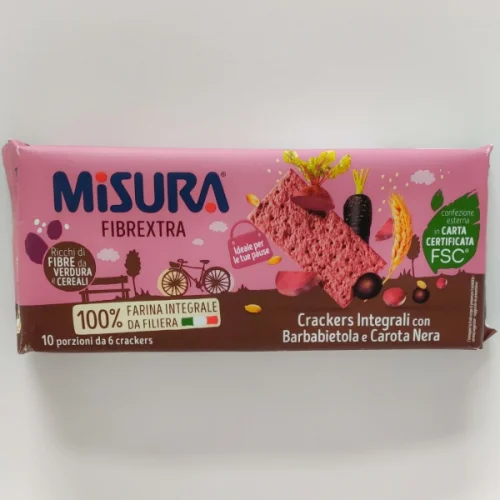 MiSURA®
FIBREXTRA
Ricchi di
FIBRE da
VERDURA
e CEREALI
Ideale per
le tue pause
confezione
esterna
in CARTA
CERTIFICATA
FSC®
100% FARINA INTEGRALE
DA FILIERA
10 porzioni da 6 crackers
Crackers Integrali con
Barbabietola e Carota Nera